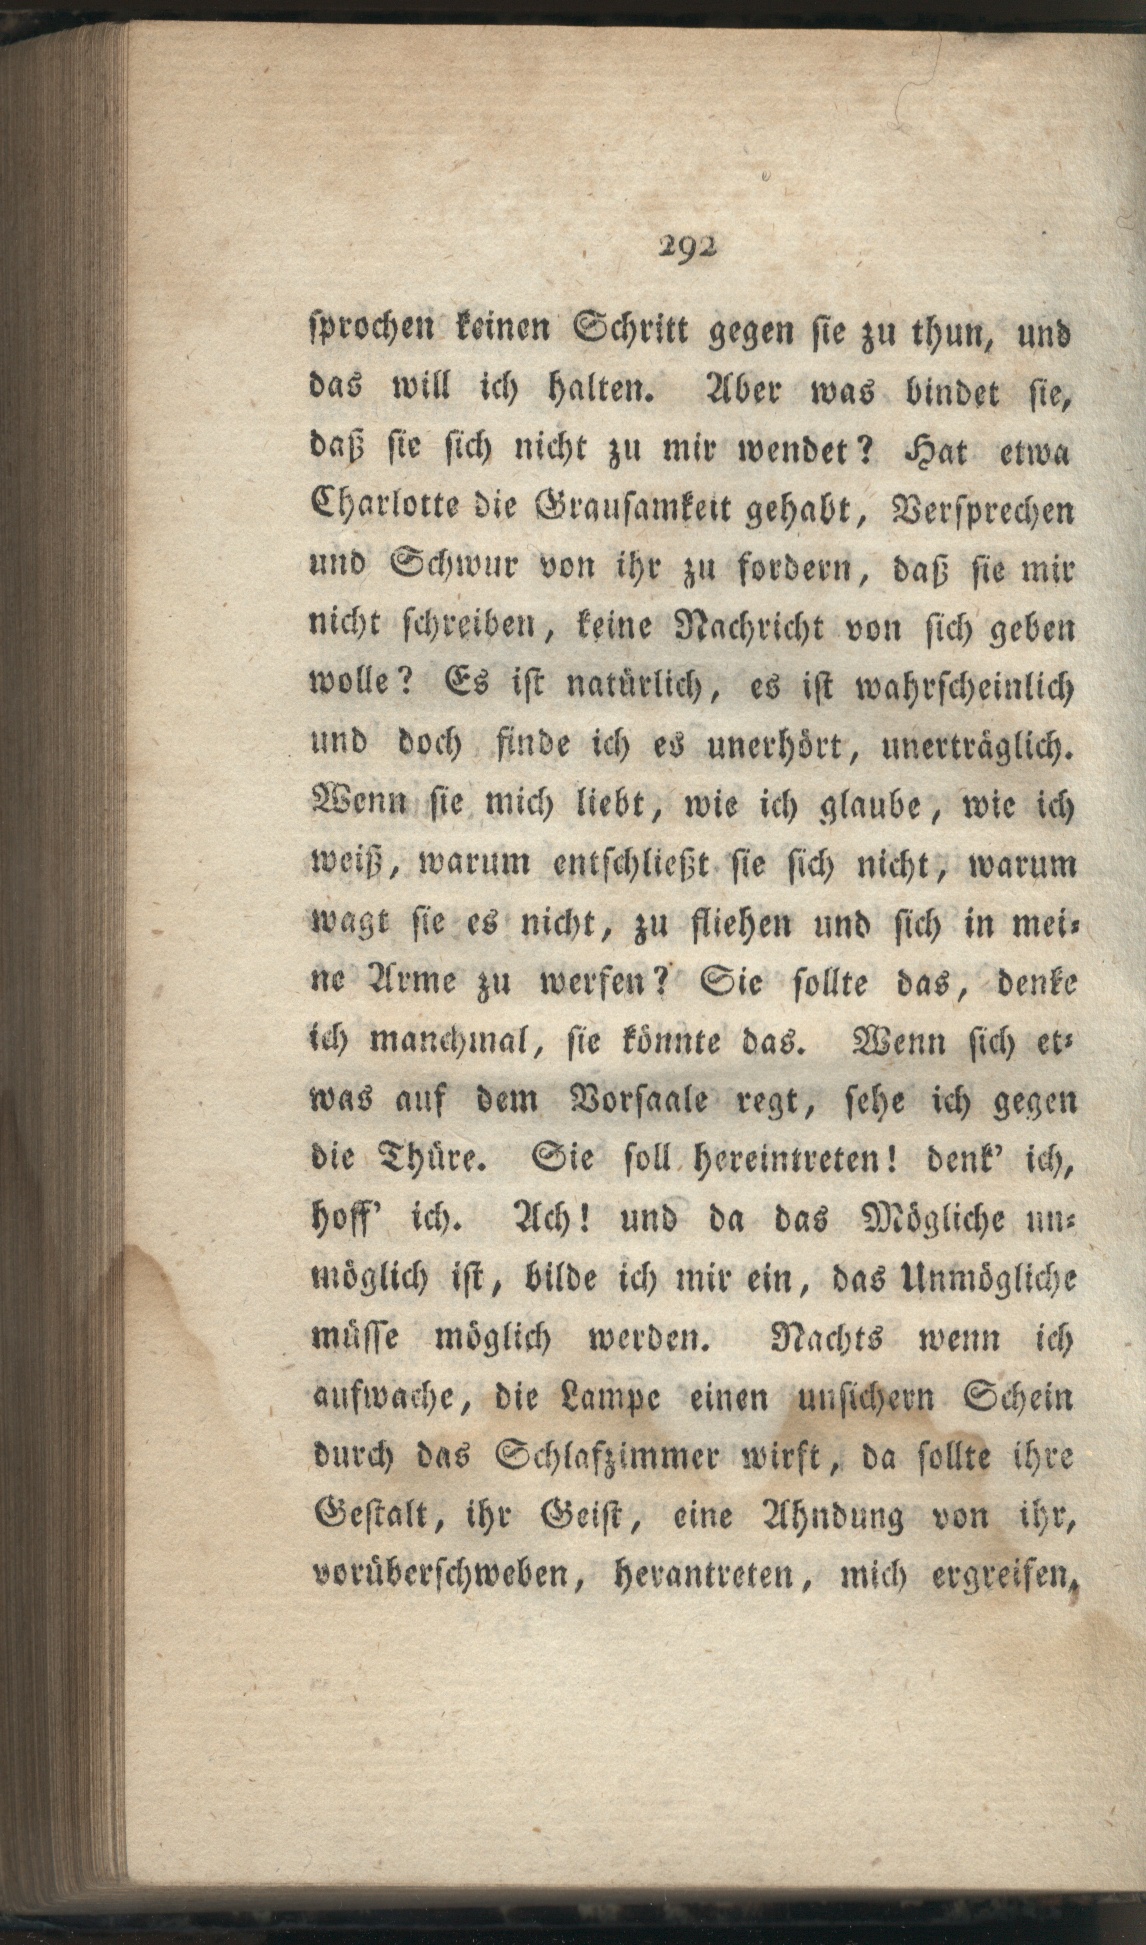 292
sprochen keinen Schritt gegen sie zu thun, und
das will ich halten. Aber was bindet sie,
daß sie sich nicht zu mir wendet? Hat etwa
Charlotte die Grausamkeit gehabt, Versprechen
und Schwur von ihr zu fordern, daß sie mir
nicht schreiben, keine Nachricht von sich geben
wolle? Es ist natürlich, es ist wahrscheinlich
und doch finde ich es unerhört, unerträglich.
Wenn sie mich liebt, wie ich glaube, wie ich
weiß, warum entschließt sie sich nicht, warum
wagt sie es nicht, zu fliehen und sich in mei⸗
ne Arme zu werfen? Sie sollte das, denke
ich manchmal, sie könnte das. Wenn sich et⸗
was auf dem Vorsaale regt, sehe ich gegen
die Thüre. Sie soll hereintreten! denk' ich,
hoff' ich. Ach! und da das Mögliche un⸗
möglich ist, bilde ich mir ein, das Unmögliche
müsse möglich werden. Nachts wenn ich
aufwache, die Lampe einen unsichern Schein
durch das Schlafzimmer wirft, da sollte ihre
Gestalt, ihr Geist, eine Ahndung von ihr,
vorüberschweben, herantreten, mich ergreifen,